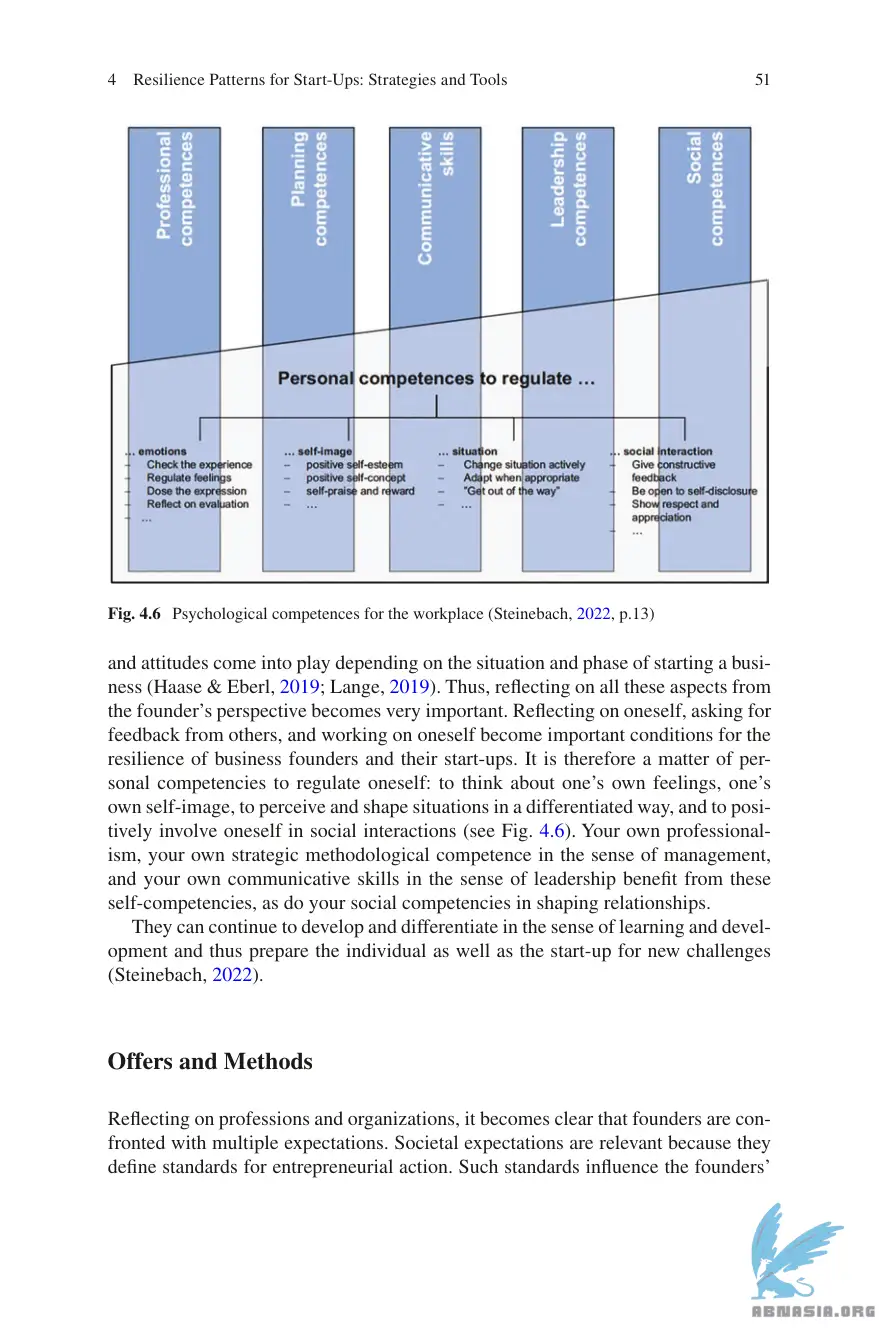 4 Resilience Patterns for Start-Ups: Strategies and Tools 51
Professional
competences
Planning
competences
Communicative
skills
Leadership
competences
Social
competences
Personal competences to regulate …
… emotions
– Check the experience
– Regulate feelings
– Dose the expression
– Reflect on evaluation
– …
… self-image
– positive self-esteem
– positive self-concept
– self-praise and reward
– …
… situation
– Change situation actively
– Adapt when appropriate
– "Get out of the way"
– …
… social interaction
– Give constructive
feedback
– Be open to self-disclosure
– Show respect and
appreciation
– …
Fig. 4.6 Psychological competences for the workplace (Steinebach, 2022, p.13)
and attitudes come into play depending on the situation and phase of starting a busi-
ness (Haase & Eberl, 2019; Lange, 2019). Thus, reflecting on all these aspects from
the founder’s perspective becomes very important. Reflecting on oneself, asking for
feedback from others, and working on oneself become important conditions for the
resilience of business founders and their start-ups. It is therefore a matter of per-
sonal competencies to regulate oneself: to think about one’s own feelings, one’s
own self-image, to perceive and shape situations in a differentiated way, and to posi-
tively involve oneself in social interactions (see Fig. 4.6). Your own professional-
ism, your own strategic methodological competence in the sense of management,
and your own communicative skills in the sense of leadership benefit from these
self-competencies, as do your social competencies in shaping relationships.
They can continue to develop and differentiate in the sense of learning and devel-
opment and thus prepare the individual as well as the start-up for new challenges
(Steinebach, 2022).
Offers and Methods
Reflecting on professions and organizations, it becomes clear that founders are con-
fronted with multiple expectations. Societal expectations are relevant because they
define standards for entrepreneurial action. Such standards influence the founders’
ABNASIA.ORG